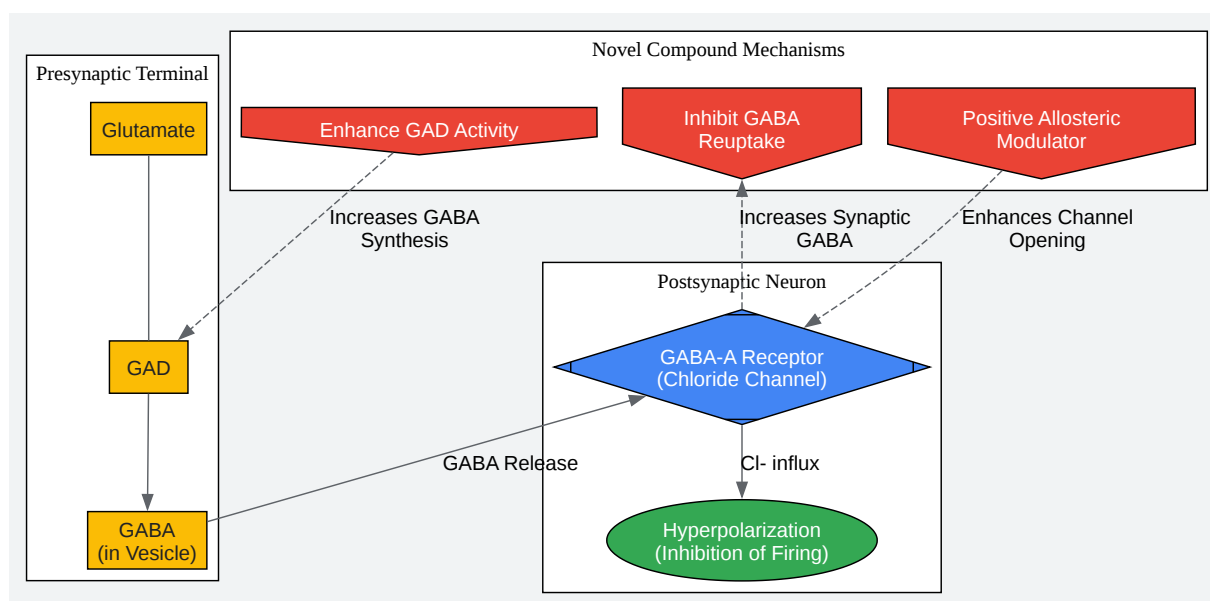 Novel Compound Mechanisms
Presynaptic Terminal
Glutamate
Enhance GAD Activity
Inhibit GABA
Reuptake
Positive Allosteric
Modulator
Increases GABA
Synthesis
Increases Synaptic
GABA
Enhances Channel
Opening
Postsynaptic Neuron
GAD
GABA-A Receptor
(Chloride Channel)
GABA Release
Cl- influx
GABA
(in Vesicle)
Hyperpolarization
(Inhibition of Firing)